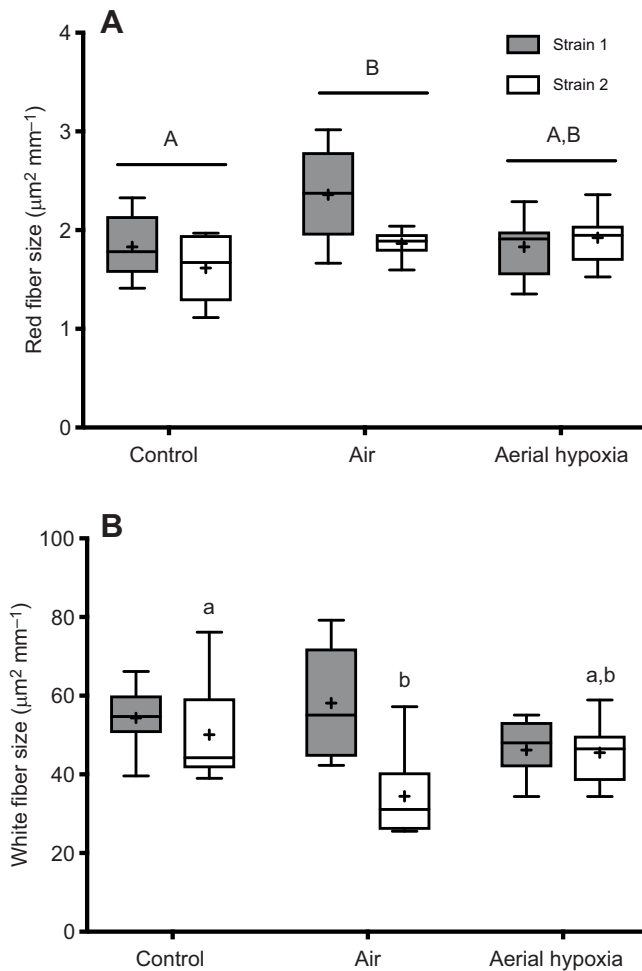 A
4
3
2
1
0
Red fiber size (μm² mm⁻¹)
Strain 1
Strain 2
A
B
A,B
Control
Air
Aerial hypoxia
B
100
80
60
40
20
0
White fiber size (μm² mm⁻¹)
a
b
a,b
Control
Air
Aerial hypoxia